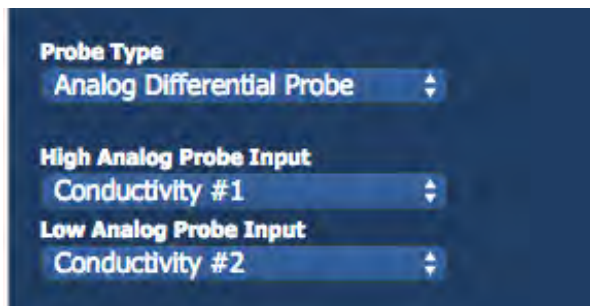 Probe Type
Analog Differential Probe
High Analog Probe Input
Conductivity #1
Low Analog Probe Input
Conductivity #2